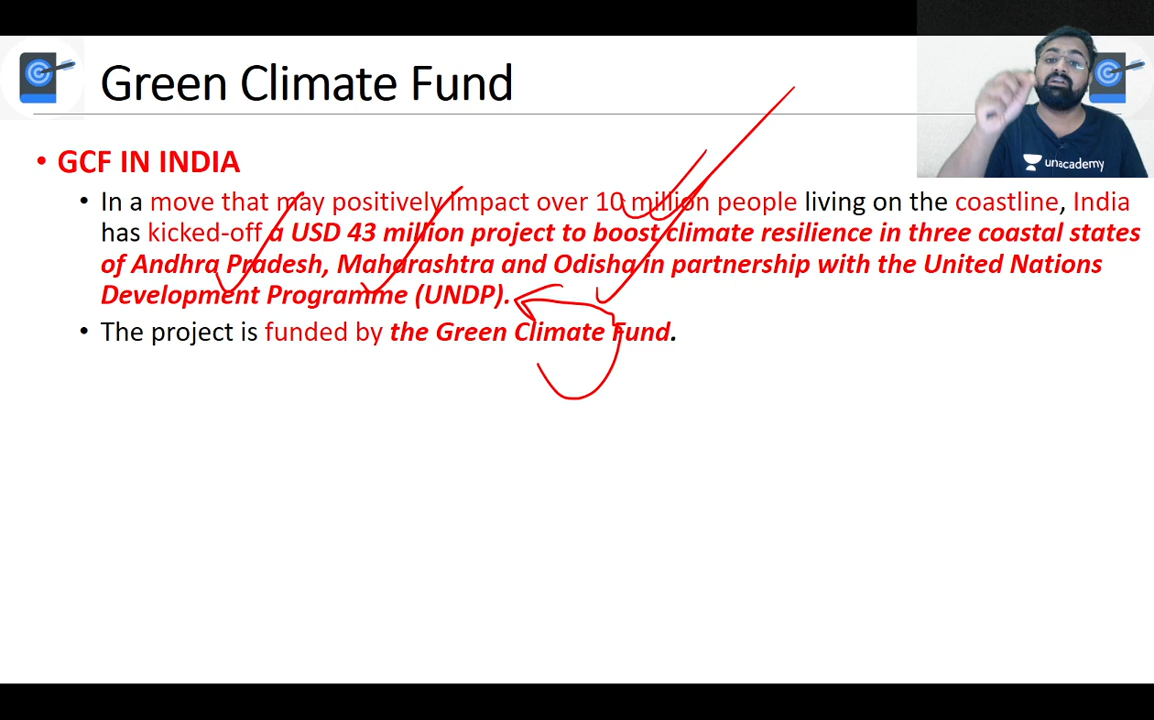 Green Climate Fund
unacademy
• GCF IN INDIA
• In a move that may positively impact over 10 million people living on the coastline, India
has kicked-off a USD 43 million project to boost climate resilience in three coastal states
of Andhra Pradesh, Maharashtra and Odisha in partnership with the United Nations
Development Programme (UNDP).
• The project is funded by the Green Climate Fund.